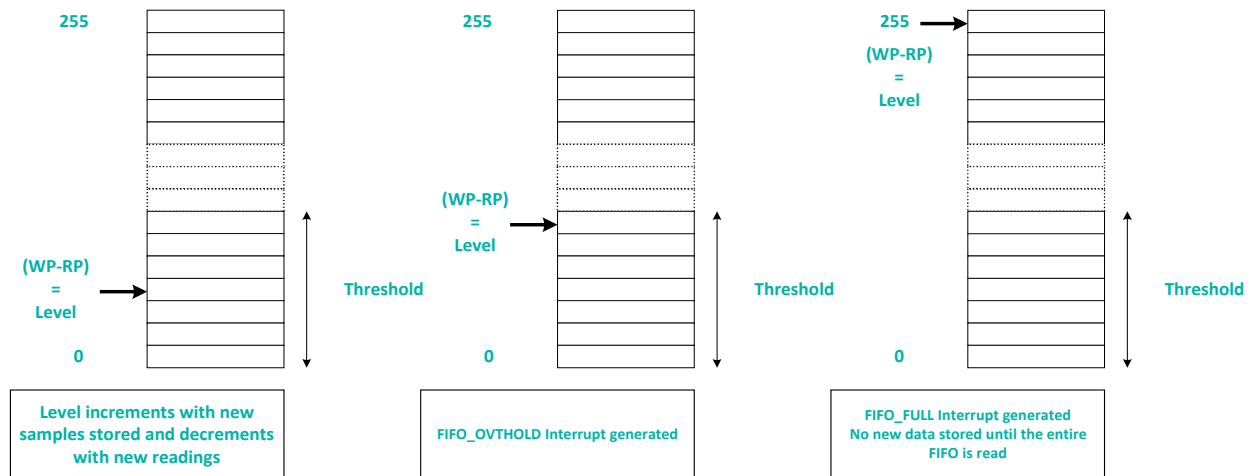 255
(WP-RP)
=
Level
0
Threshold
Level increments with new
samples stored and decrements
with new readings
255
(WP-RP)
=
Level
0
Threshold
FIFO_OVTHOLD Interrupt generated
255
(WP-RP)
=
Level
0
Threshold
FIFO_FULL Interrupt generated
No new data stored until the entire
FIFO is read